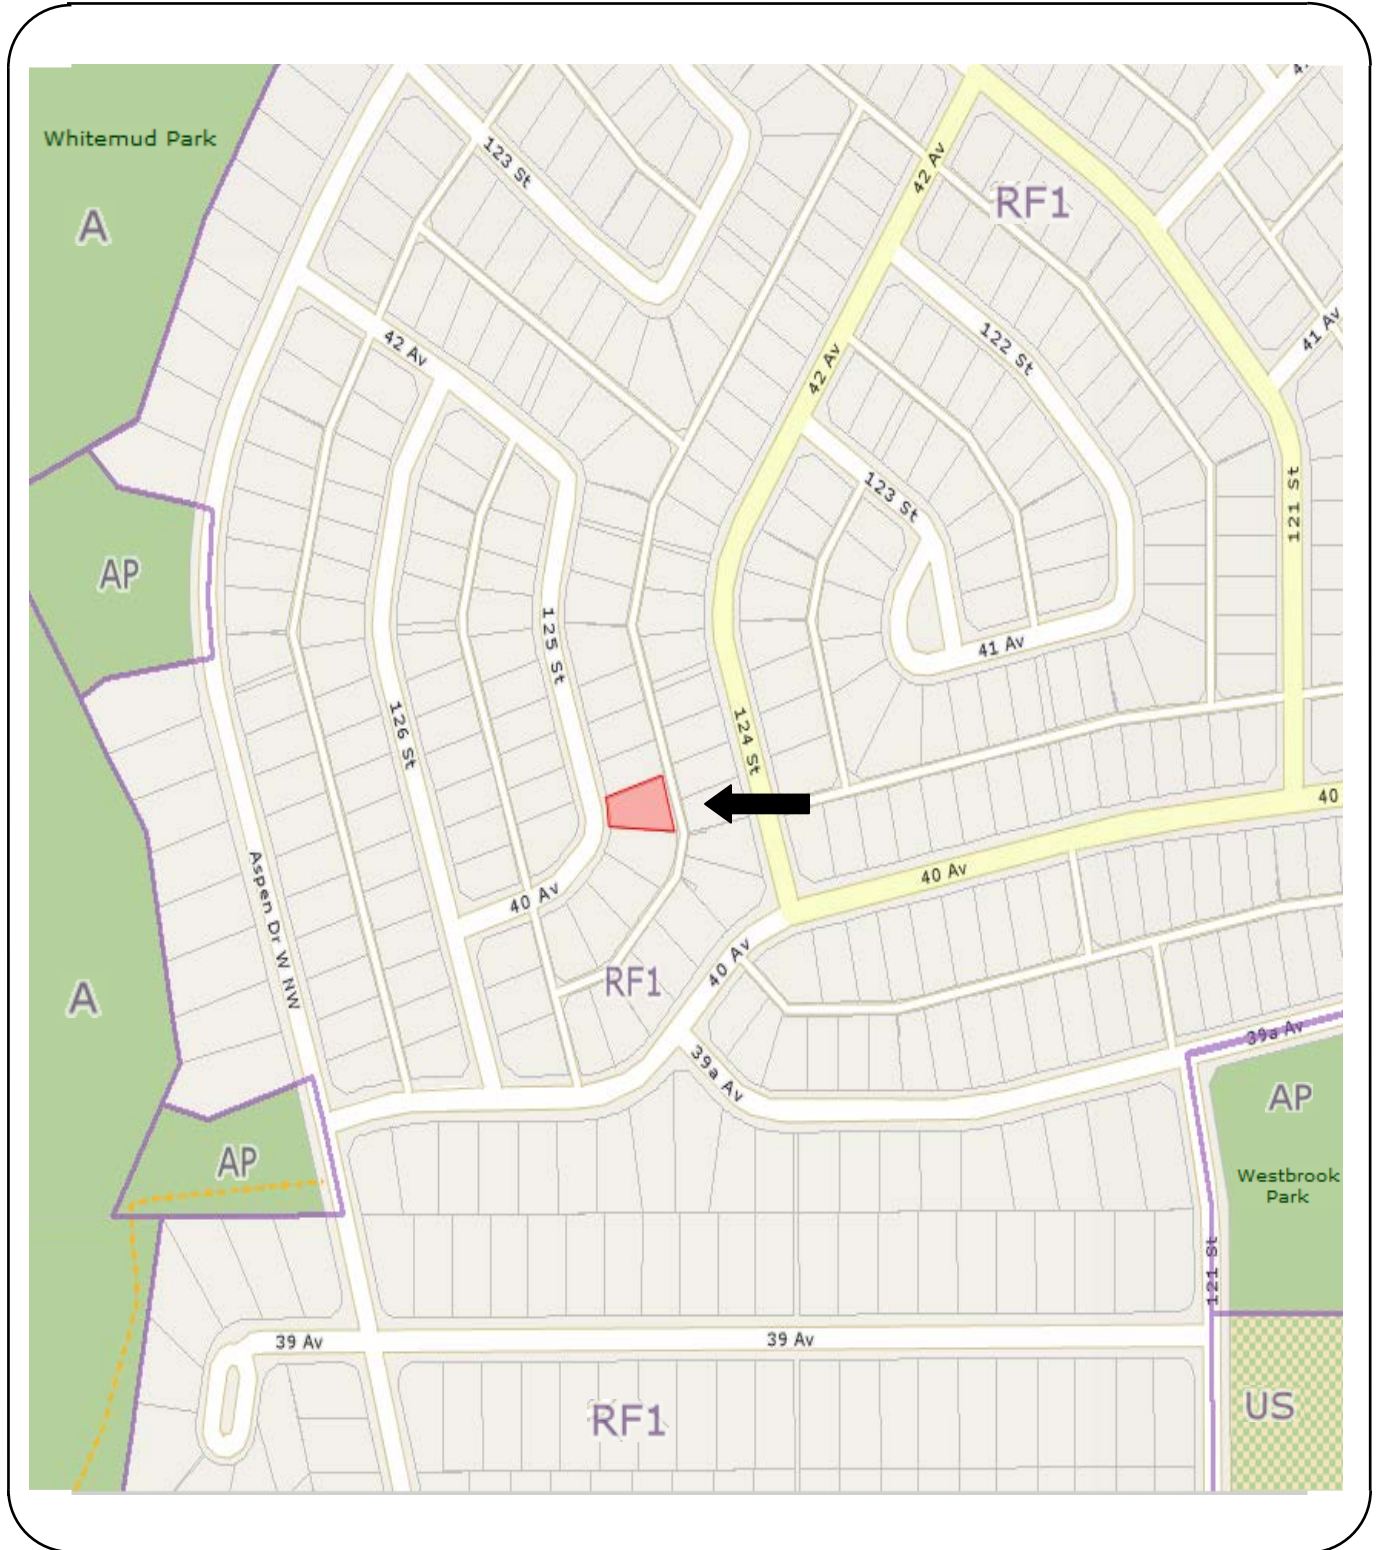 Whitemud Park
A
123 St
42 Av
RF1
42 Av
122 St
41 Av
42 Av
123 St
121 St
AP
125 St
41 Av
126 St
124 St
40
Aspen Dr W NW
40 Av
40 Av
40 Av
RF1
A
39a Av
39a Av
AP
AP
Westbrook
Park
121 St
39 Av
39 Av
RF1
US